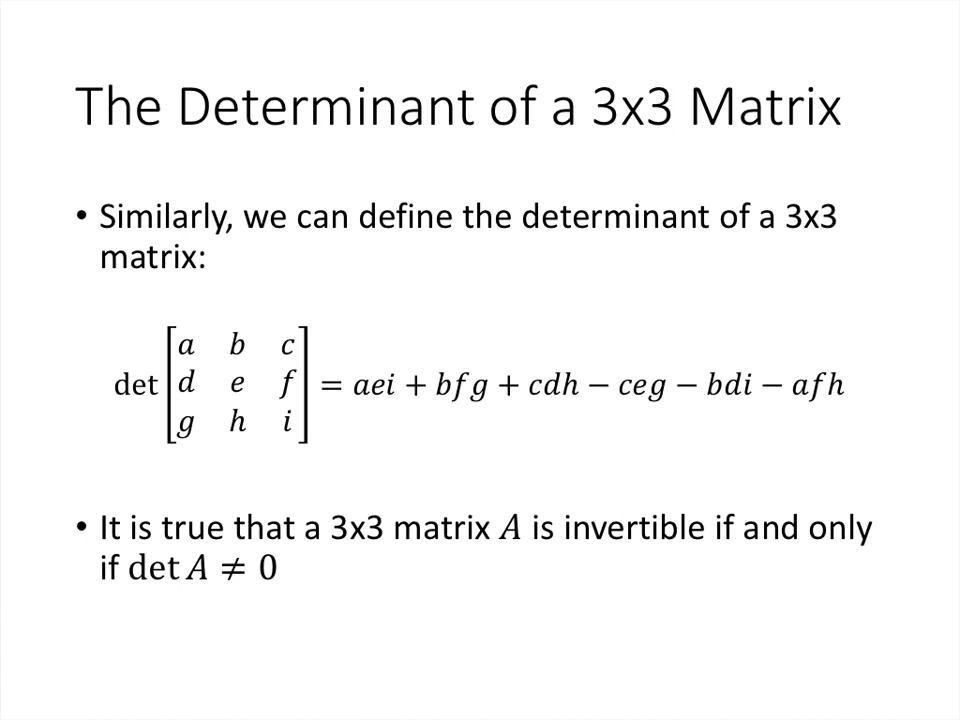 The Determinant of a 3x3 Matrix
• Similarly, we can define the determinant of a 3x3
matrix:
a b c
det d e f = aei + bfg + cdh − ceg − bdi − afh
g h i
• It is true that a 3x3 matrix A is invertible if and only
if det A ≠ 0